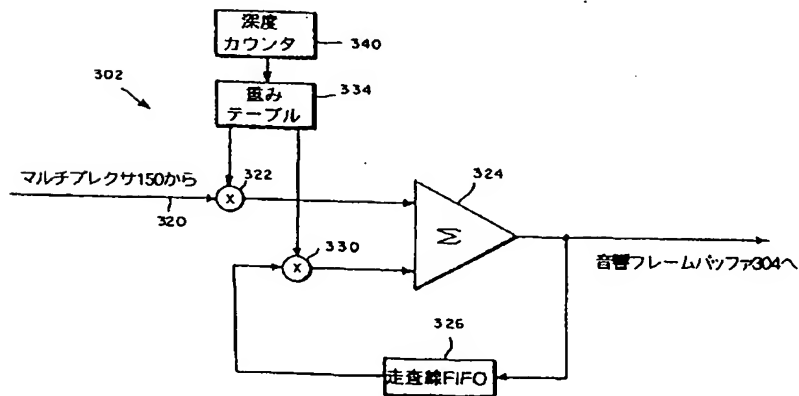 深度
カウンタ
340
302
重み
テーブル
334
マルチプレクサ150から
320
X
322
324
Σ
X
330
音響フレームバッファ304へ
326
走査線FIFO